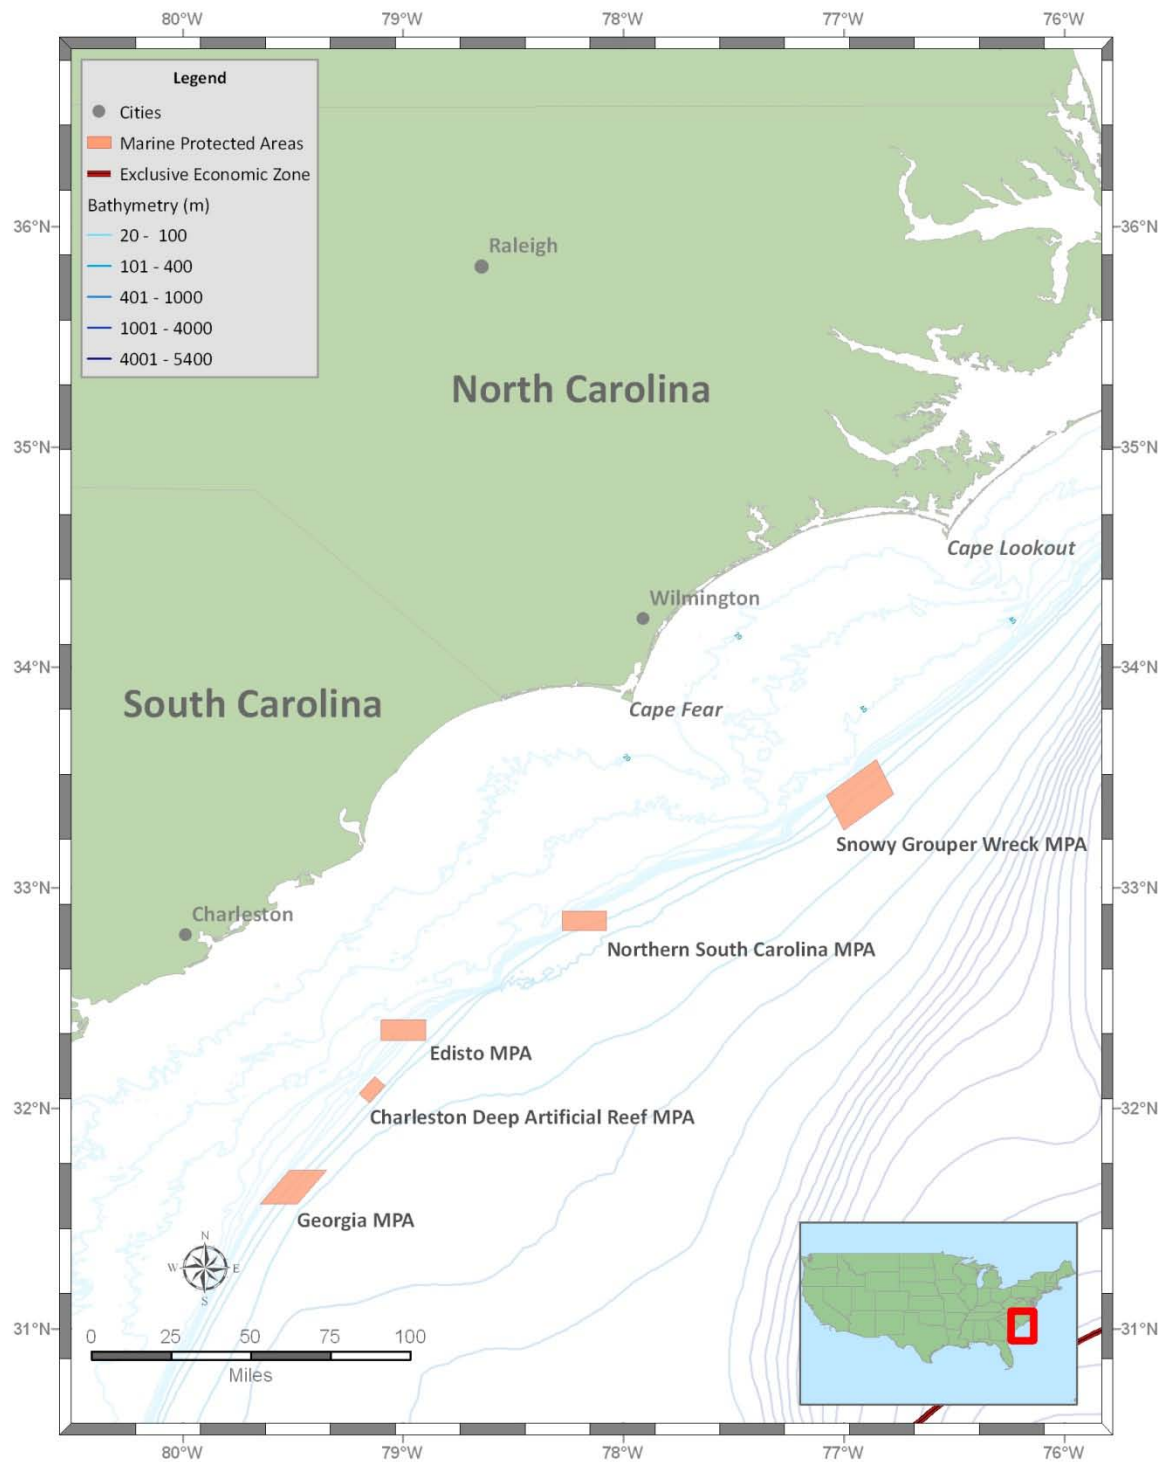 80°W 79°W 78°W 77°W 76°W
Legend
Cities
Marine Protected Areas
Exclusive Economic Zone
Bathymetry (m)
20 - 100
101 - 400
401 - 1000
1001 - 4000
4001 - 5400
36°N 36°N
Raleigh
North Carolina
35°N 35°N
Cape Lookout
Wilmington
34°N 34°N
South Carolina
Cape Fear
Snowy Grouper Wreck MPA
33°N 33°N
Charleston
Northern South Carolina MPA
Edisto MPA
32°N 32°N
Charleston Deep Artificial Reef MPA
Georgia MPA
N
W E
S
31°N 31°N
0 25 50 75 100
Miles
80°W 79°W 78°W 77°W 76°W